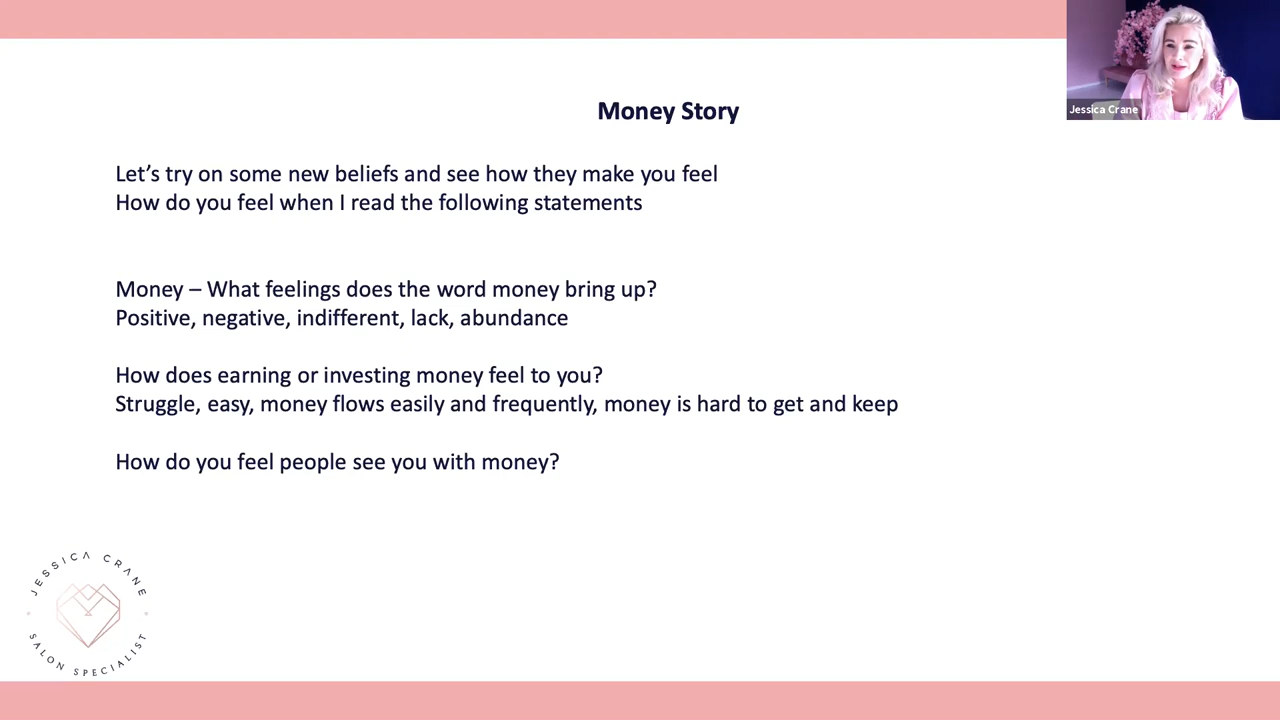 Money Story
Jessica Crane
Let's try on some new beliefs and see how they make you feel
How do you feel when I read the following statements
Money – What feelings does the word money bring up?
Positive, negative, indifferent, lack, abundance
How does earning or investing money feel to you?
Struggle, easy, money flows easily and frequently, money is hard to get and keep
How do you feel people see you with money?
JESSICA CRANE
SALON SPECIALIST